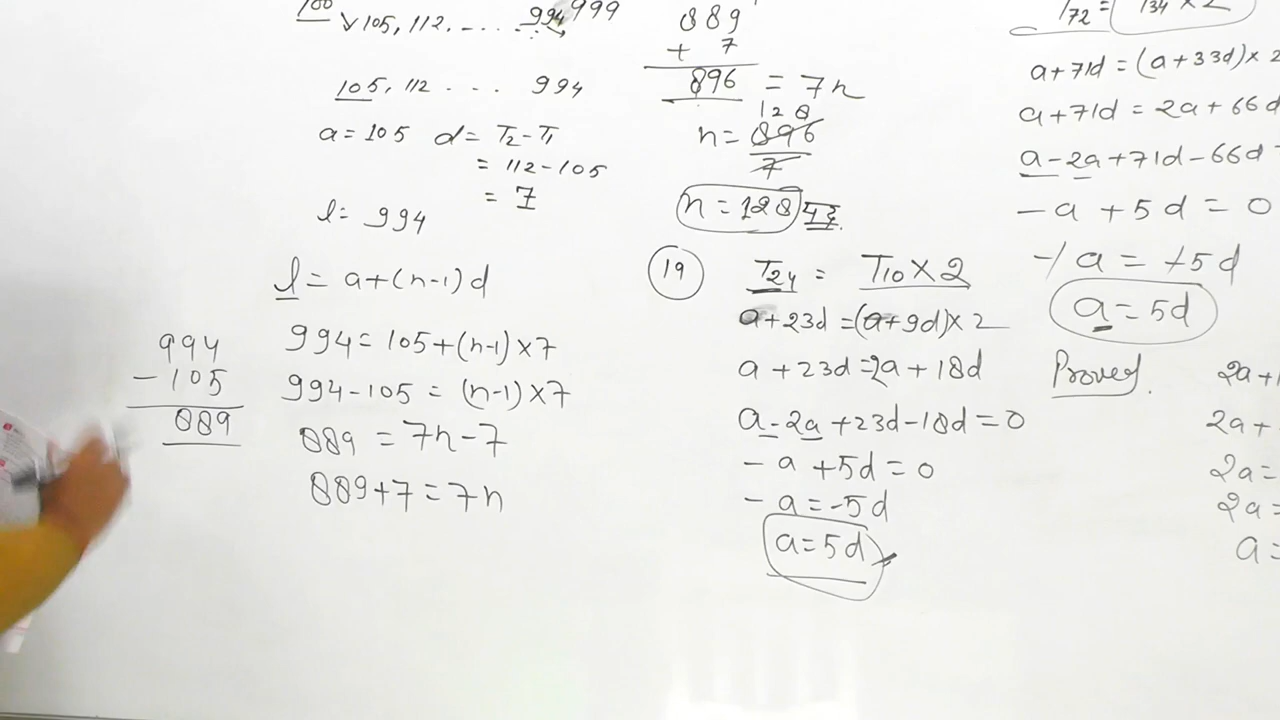 100
105, 112, - . . . . 994, 999
105, 112 . . . 994
a = 105 d = T2 - T1
= 112 - 105
= 7
l = 994
l = a + (n-1) d
994 = 105 + (n-1) × 7
994 - 105 = (n-1) × 7
889 = 7n - 7
889 + 7 = 7n
994
- 105
889
889
+ 7
896 = 7n
128
n = 896
7
n = 128
19
T24 = T10 × 2
a + 23d = (a + 9d) × 2
a + 23d = 2a + 18d
a - 2a + 23d - 18d = 0
- a + 5d = 0
- a = -5d
a = 5d
T72 = T34 × 2
a + 71d = (a + 33d) × 2
a + 71d = 2a + 66d
a - 2a + 71d - 66d =
- a + 5d = 0
- a = - 5d
a = 5d
Proved.
2a +
2a +
2a =
2a =
a =